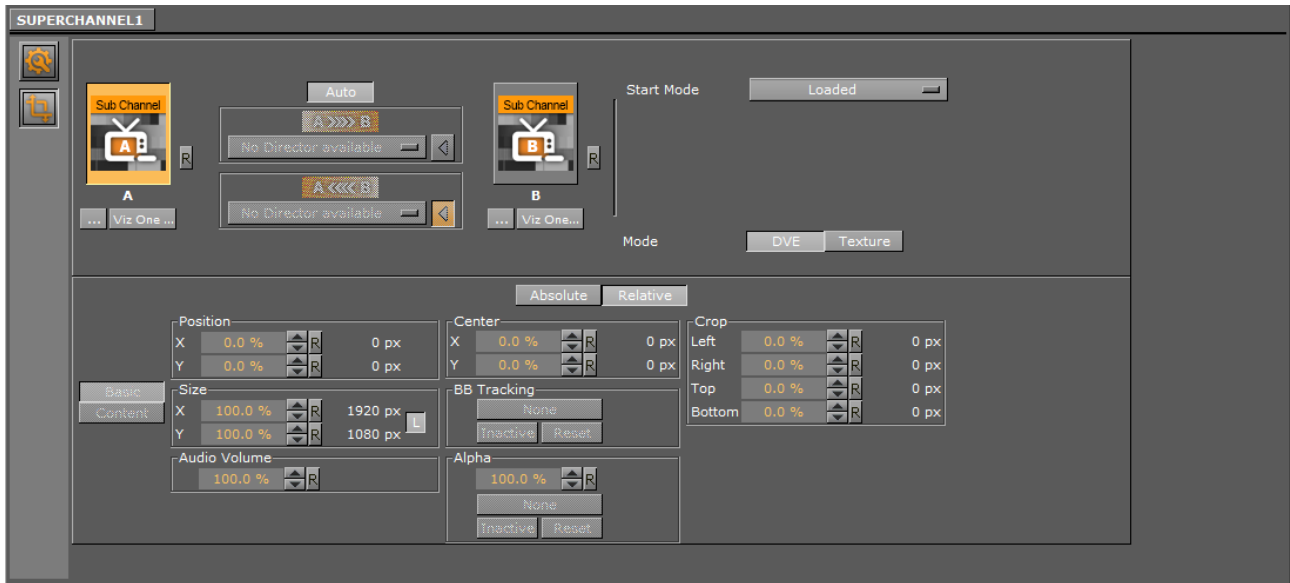 SUPERCHANNEL1
Sub Channel
A
R
A
... Viz One ...
Auto
A >>>> B
No Director available
A <<<< B
No Director available
Sub Channel
B
R
B
... Viz One...
Start Mode Loaded
Mode DVE Texture
Absolute Relative
Basic
Content
Position
X 0.0 % R 0 px
Y 0.0 % R 0 px
Size
X 100.0 % R 1920 px
Y 100.0 % R 1080 px
L
Audio Volume
100.0 % R
Center
X 0.0 % R 0 px
Y 0.0 % R 0 px
BB Tracking
None
Inactive Reset
Alpha
100.0 % R
None
Inactive Reset
Crop
Left 0.0 % R 0 px
Right 0.0 % R 0 px
Top 0.0 % R 0 px
Bottom 0.0 % R 0 px